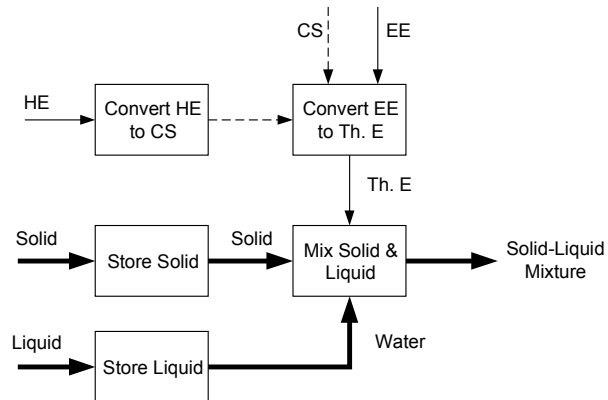 CS
EE
HE
Convert HE
to CS
Convert EE
to Th. E
Th. E
Solid
Store Solid
Solid
Mix Solid &
Liquid
Solid-Liquid
Mixture
Liquid
Store Liquid
Water